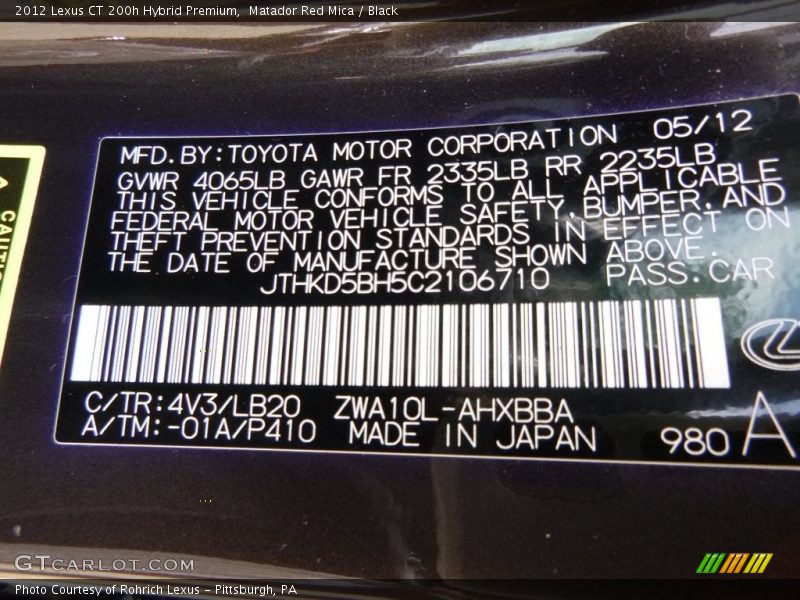 2012 Lexus CT 200h Hybrid Premium, Matador Red Mica / Black
MFD.BY:TOYOTA MOTOR CORPORATION 05/12
GVWR 4065LB GAWR FR 2335LB RR 2235LB
THIS VEHICLE CONFORMS TO ALL APPLICABLE
FEDERAL MOTOR VEHICLE SAFETY,BUMPER,AND
THEFT PREVENTION STANDARDS IN EFFECT ON
THE DATE OF MANUFACTURE SHOWN ABOVE.
JTHKD5BH5C2106710 PASS.CAR
C/TR:4V3/LB20 ZWA10L-AHXBBA
A/TM:-01A/P410 MADE IN JAPAN 980 A
GTCARLOT.COM
Photo Courtesy of Rohrich Lexus - Pittsburgh, PA